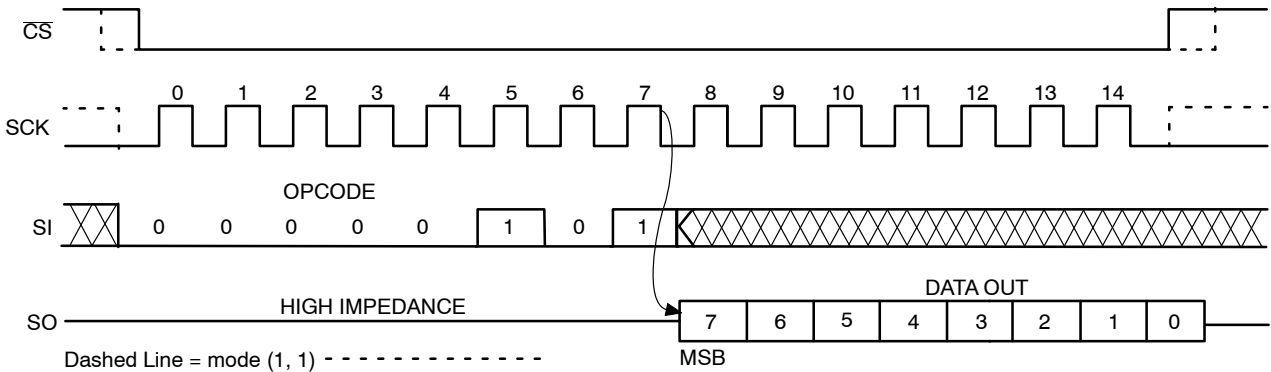 CS
0 1 2 3 4 5 6 7 8 9 10 11 12 13 14
SCK
OPCODE
SI 0 0 0 0 0 1 0 1
DATA OUT
HIGH IMPEDANCE
SO 7 6 5 4 3 2 1 0
Dashed Line = mode (1, 1) MSB